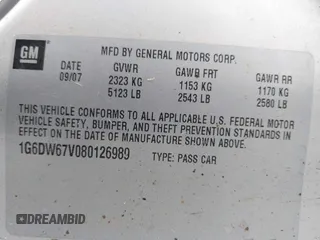 GM
MFD BY GENERAL MOTORS CORP.
DATE GVWR GAWR FRT GAWR RR
09/07 2323 KG 1153 KG 1170 KG
5123 LB 2543 LB 2580 LB
THIS VEHICLE CONFORMS TO ALL APPLICABLE U.S. FEDERAL MOTOR
VEHICLE SAFETY, BUMPER, AND THEFT PREVENTION STANDARDS IN
EFFECT ON THE DATE OF MANUFACTURE SHOWN ABOVE.
1G6DW67V080126989 TYPE: PASS CAR
DREAMBID